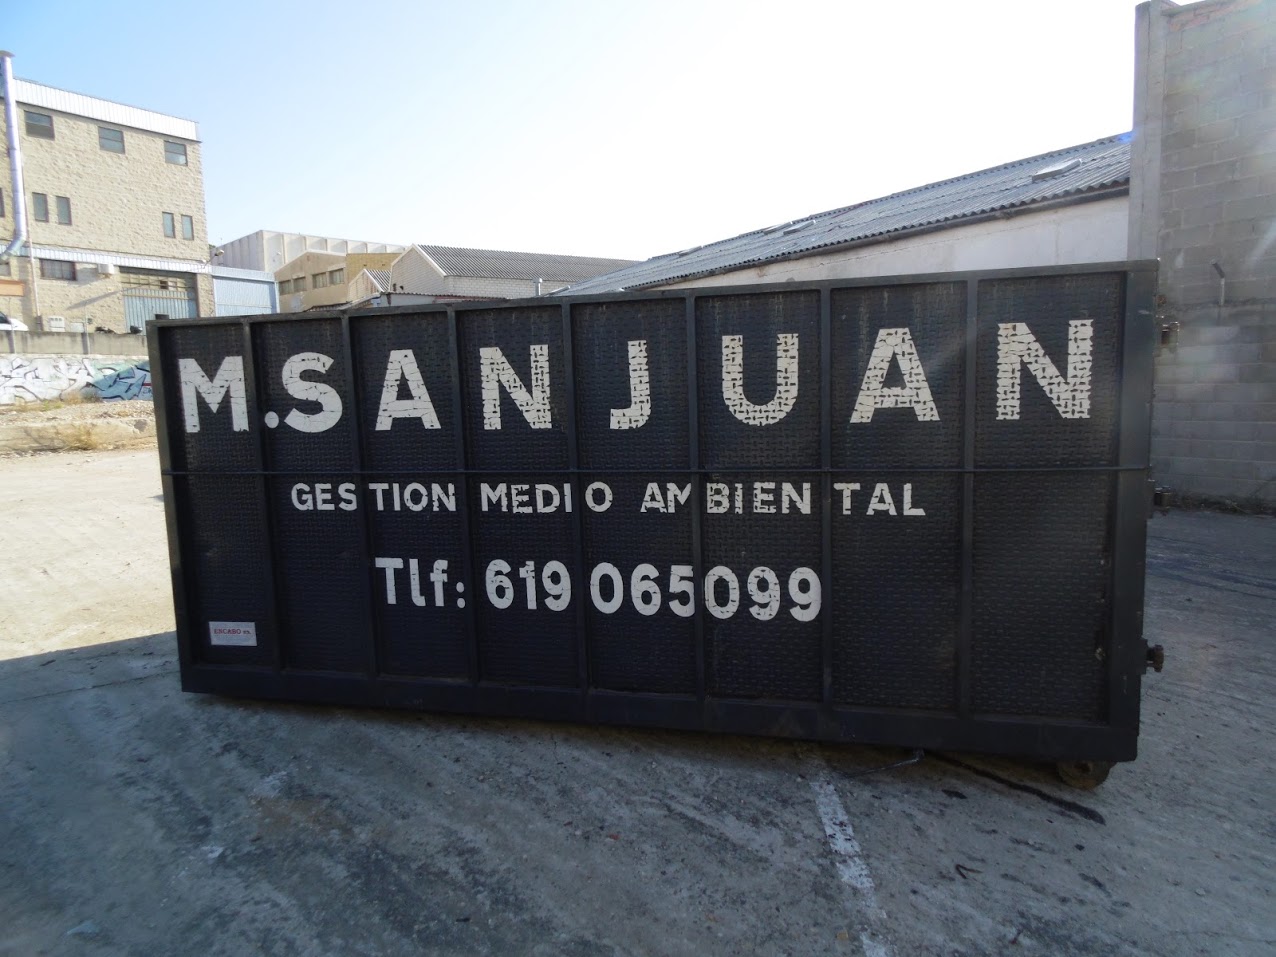 M.SANJUAN
GESTION MEDIO AMBIENTAL
Tlf: 619 065099